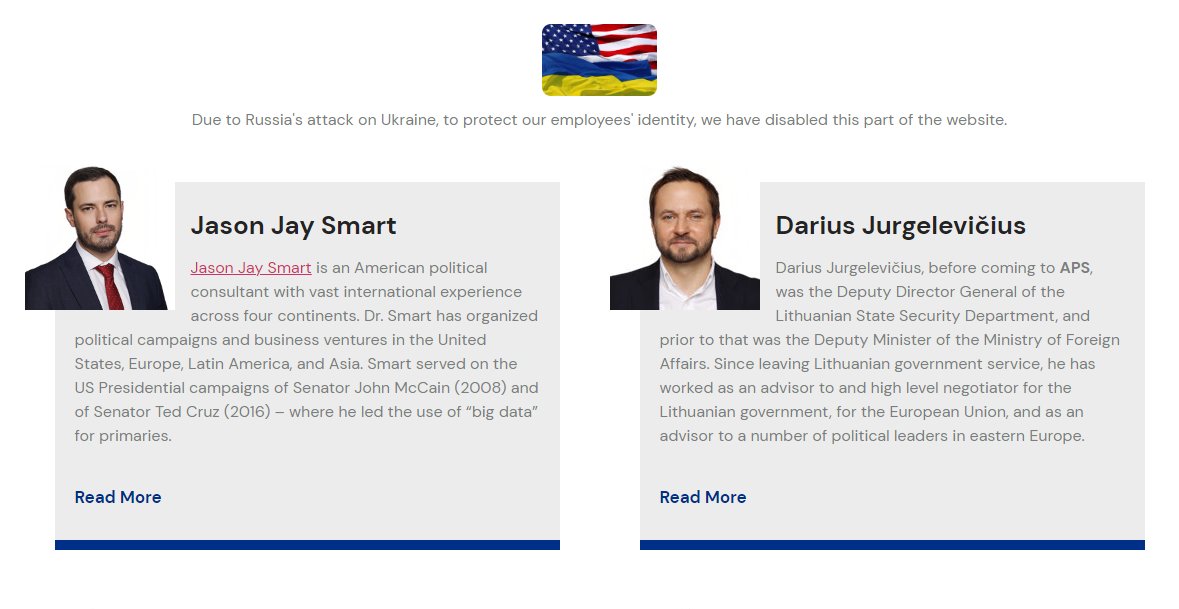 Due to Russia's attack on Ukraine, to protect our employees' identity, we have disabled this part of the website.
Jason Jay Smart
Jason Jay Smart is an American political
consultant with vast international experience
across four continents. Dr. Smart has organized
political campaigns and business ventures in the United
States, Europe, Latin America, and Asia. Smart served on the
US Presidential campaigns of Senator John McCain (2008) and
of Senator Ted Cruz (2016) – where he led the use of “big data”
for primaries.
Read More
Darius Jurgelevičius
Darius Jurgelevičius, before coming to APS,
was the Deputy Director General of the
Lithuanian State Security Department, and
prior to that was the Deputy Minister of the Ministry of Foreign
Affairs. Since leaving Lithuanian government service, he has
worked as an advisor to and high level negotiator for the
Lithuanian government, for the European Union, and as an
advisor to a number of political leaders in eastern Europe.
Read More